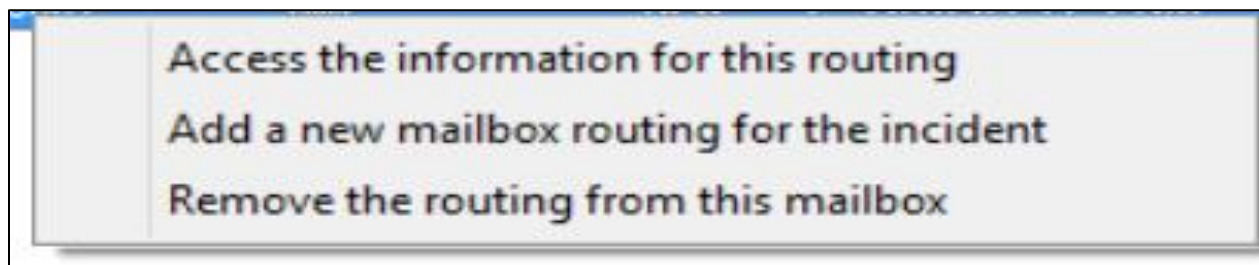 Access the information for this routing
Add a new mailbox routing for the incident
Remove the routing from this mailbox